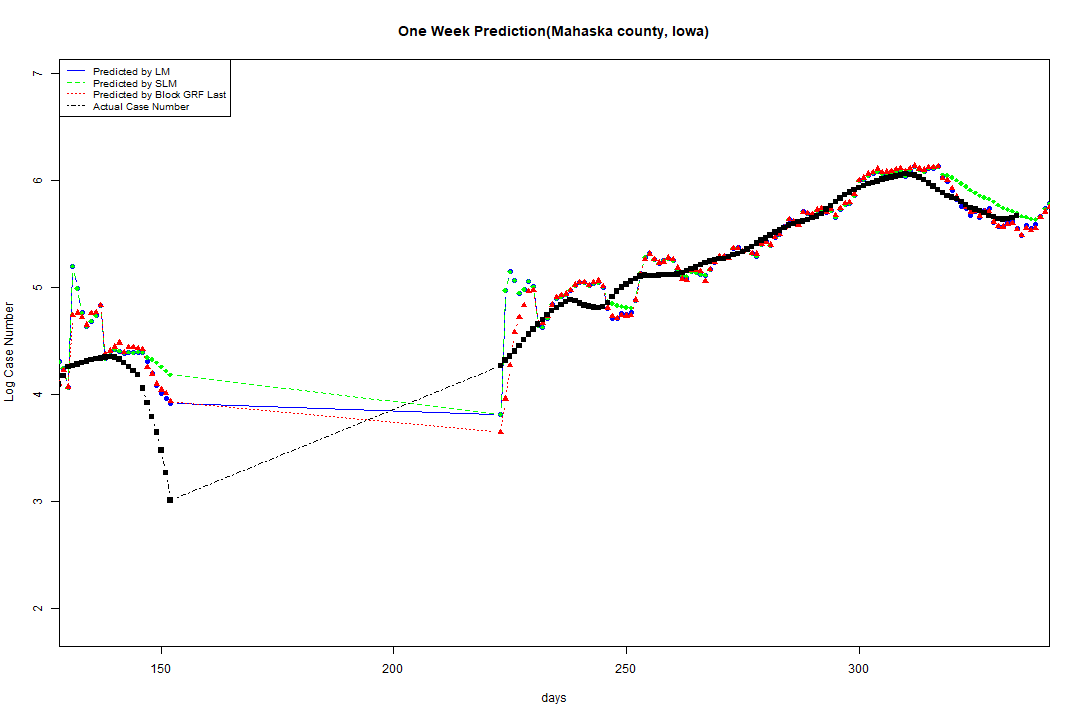 One Week Prediction(Mahaska county, Iowa)
Predicted by LM
Predicted by SLM
Predicted by Block GRF Last
Actual Case Number
7
6
5
4
3
2
Log Case Number
150
200
250
300
days